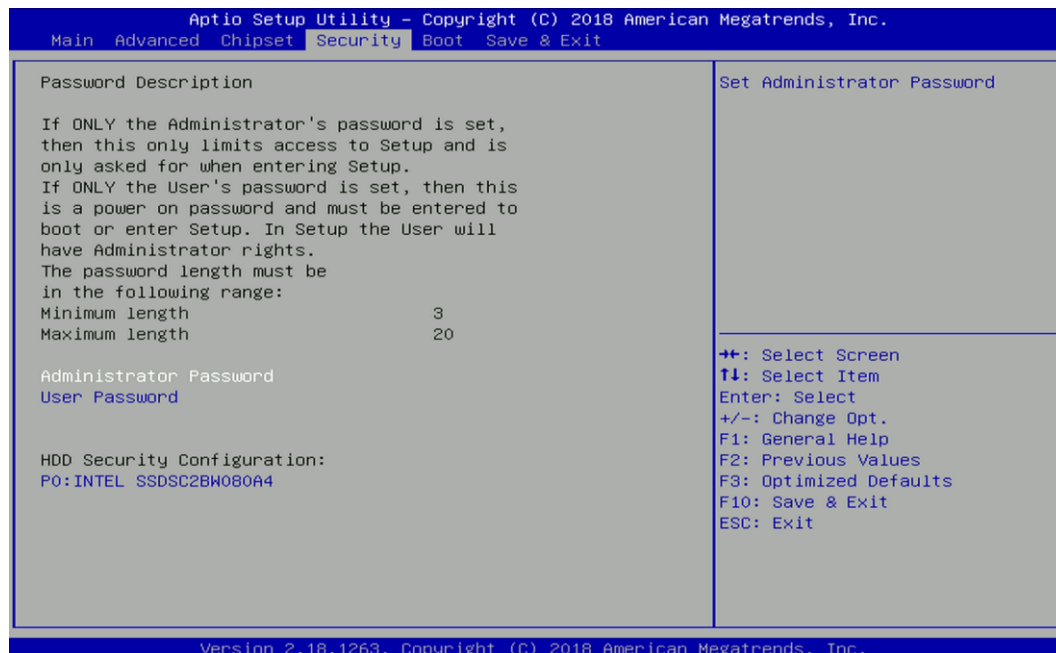 Aptio Setup Utility – Copyright (C) 2018 American Megatrends, Inc.
Main Advanced Chipset Security Boot Save & Exit
Password Description
If ONLY the Administrator's password is set,
then this only limits access to Setup and is
only asked for when entering Setup.
If ONLY the User's password is set, then this
is a power on password and must be entered to
boot or enter Setup. In Setup the User will
have Administrator rights.
The password length must be
in the following range:
Minimum length 3
Maximum length 20
Administrator Password
User Password
HDD Security Configuration:
P0:INTEL SSDSC2BW080A4
Set Administrator Password
→←: Select Screen
↑↓: Select Item
Enter: Select
+/-: Change Opt.
F1: General Help
F2: Previous Values
F3: Optimized Defaults
F10: Save & Exit
ESC: Exit
Version 2.18.1263. Copyright (C) 2018 American Megatrends, Inc.